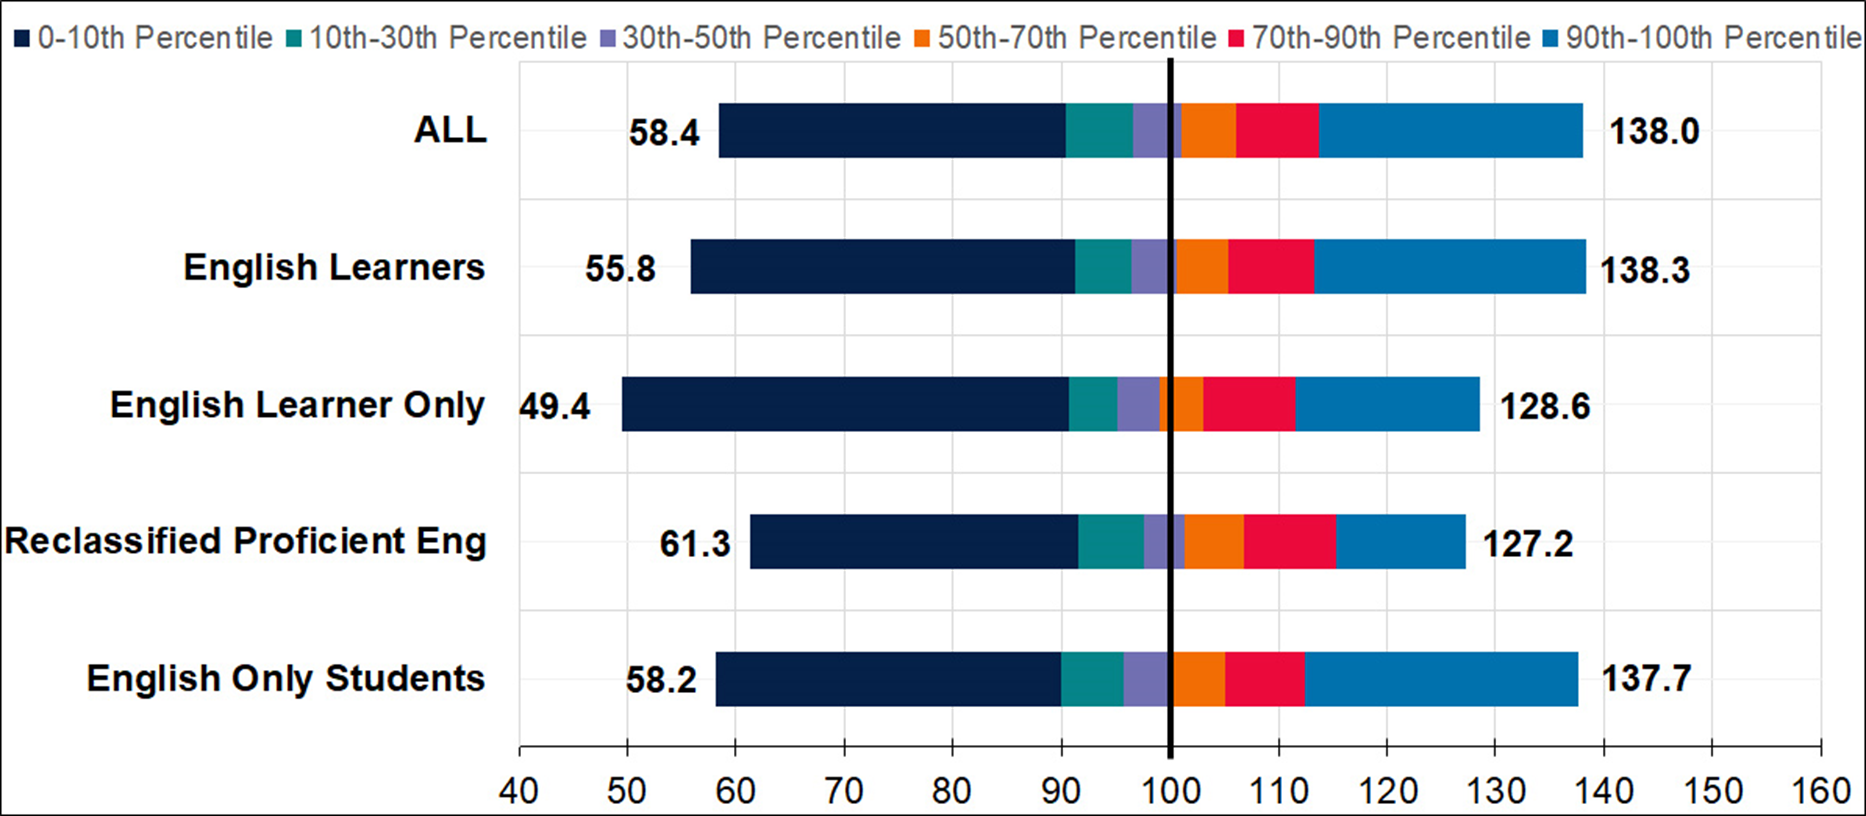 0-10th Percentile 10th-30th Percentile 30th-50th Percentile 50th-70th Percentile 70th-90th Percentile 90th-100th Percentile
ALL 58.4 138.0
English Learners 55.8 138.3
English Learner Only 49.4 128.6
Reclassified Proficient Eng 61.3 127.2
English Only Students 58.2 137.7
40 50 60 70 80 90 100 110 120 130 140 150 160